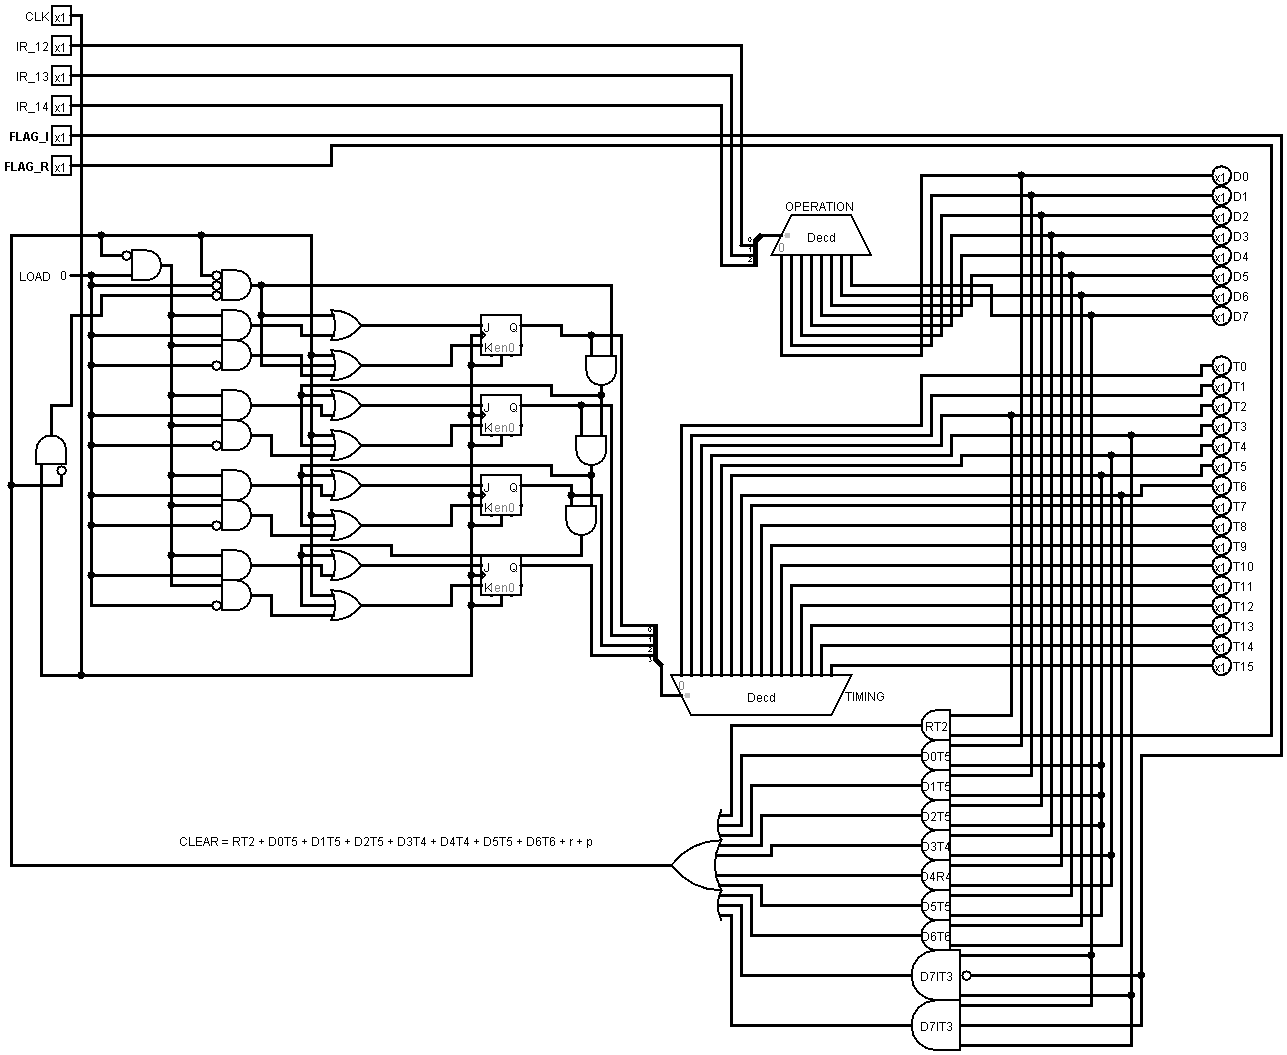 CLK x1
IR_12 x1
IR_13 x1
IR_14 x1
FLAG_I x1
FLAG_R x1
OPERATION
Decd
0
0
1
2
x1 D0
x1 D1
x1 D2
x1 D3
x1 D4
x1 D5
x1 D6
x1 D7
LOAD 0
J Q
K en0
J Q
K en0
J Q
K en0
J Q
K en0
x1 T0
x1 T1
x1 T2
x1 T3
x1 T4
x1 T5
x1 T6
x1 T7
x1 T8
x1 T9
x1 T10
x1 T11
x1 T12
x1 T13
x1 T14
x1 T15
0
1
2
3
0
Decd
TIMING
RT2
D0T5
D1T5
D2T5
D3T4
D4R4
D5T5
D6T6
D7IT3
D7IT3
CLEAR = RT2 + D0T5 + D1T5 + D2T5 + D3T4 + D4T4 + D5T5 + D6T6 + r + p